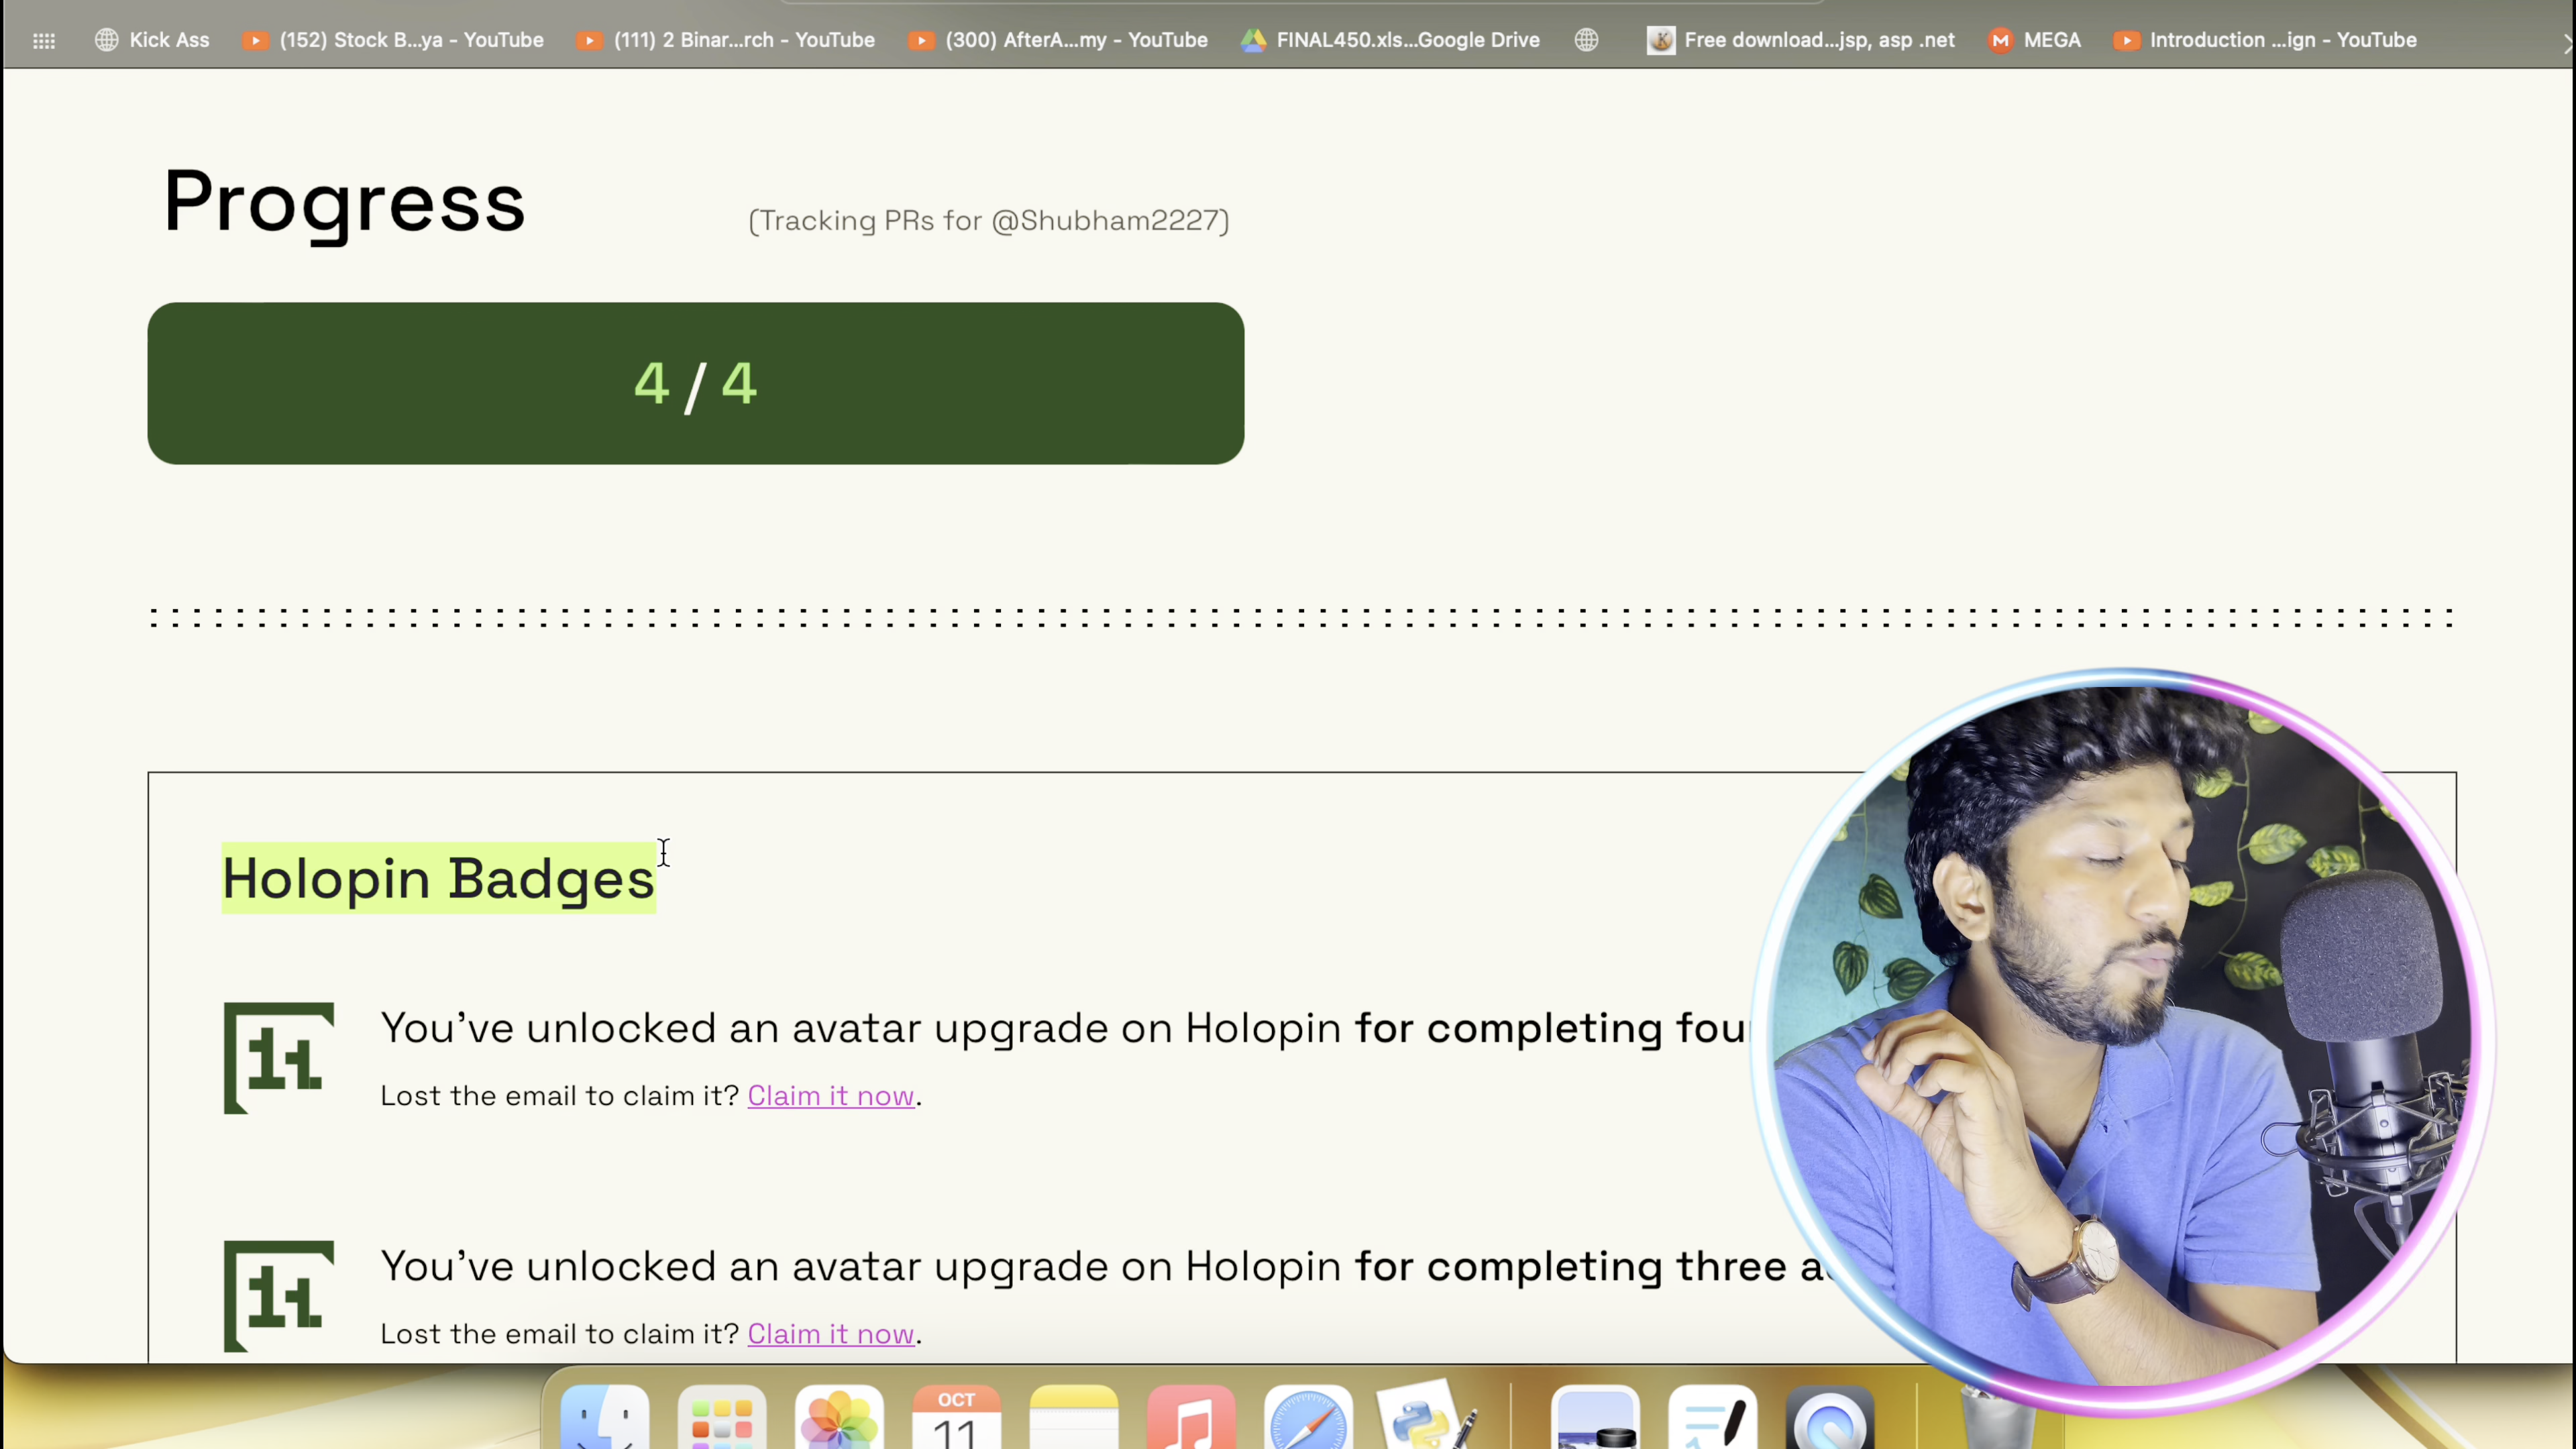 Kick Ass (152) Stock B...ya - YouTube (111) 2 Binar...rch - YouTube (300) AfterA...my - YouTube FINAL450.xls...Google Drive Free download...jsp, asp .net MEGA Introduction ...ign - YouTube
Progress (Tracking PRs for @Shubham2227)
4 / 4
Holopin Badges
You've unlocked an avatar upgrade on Holopin for completing four
Lost the email to claim it? Claim it now.
You've unlocked an avatar upgrade on Holopin for completing three
Lost the email to claim it? Claim it now.
OCT
11